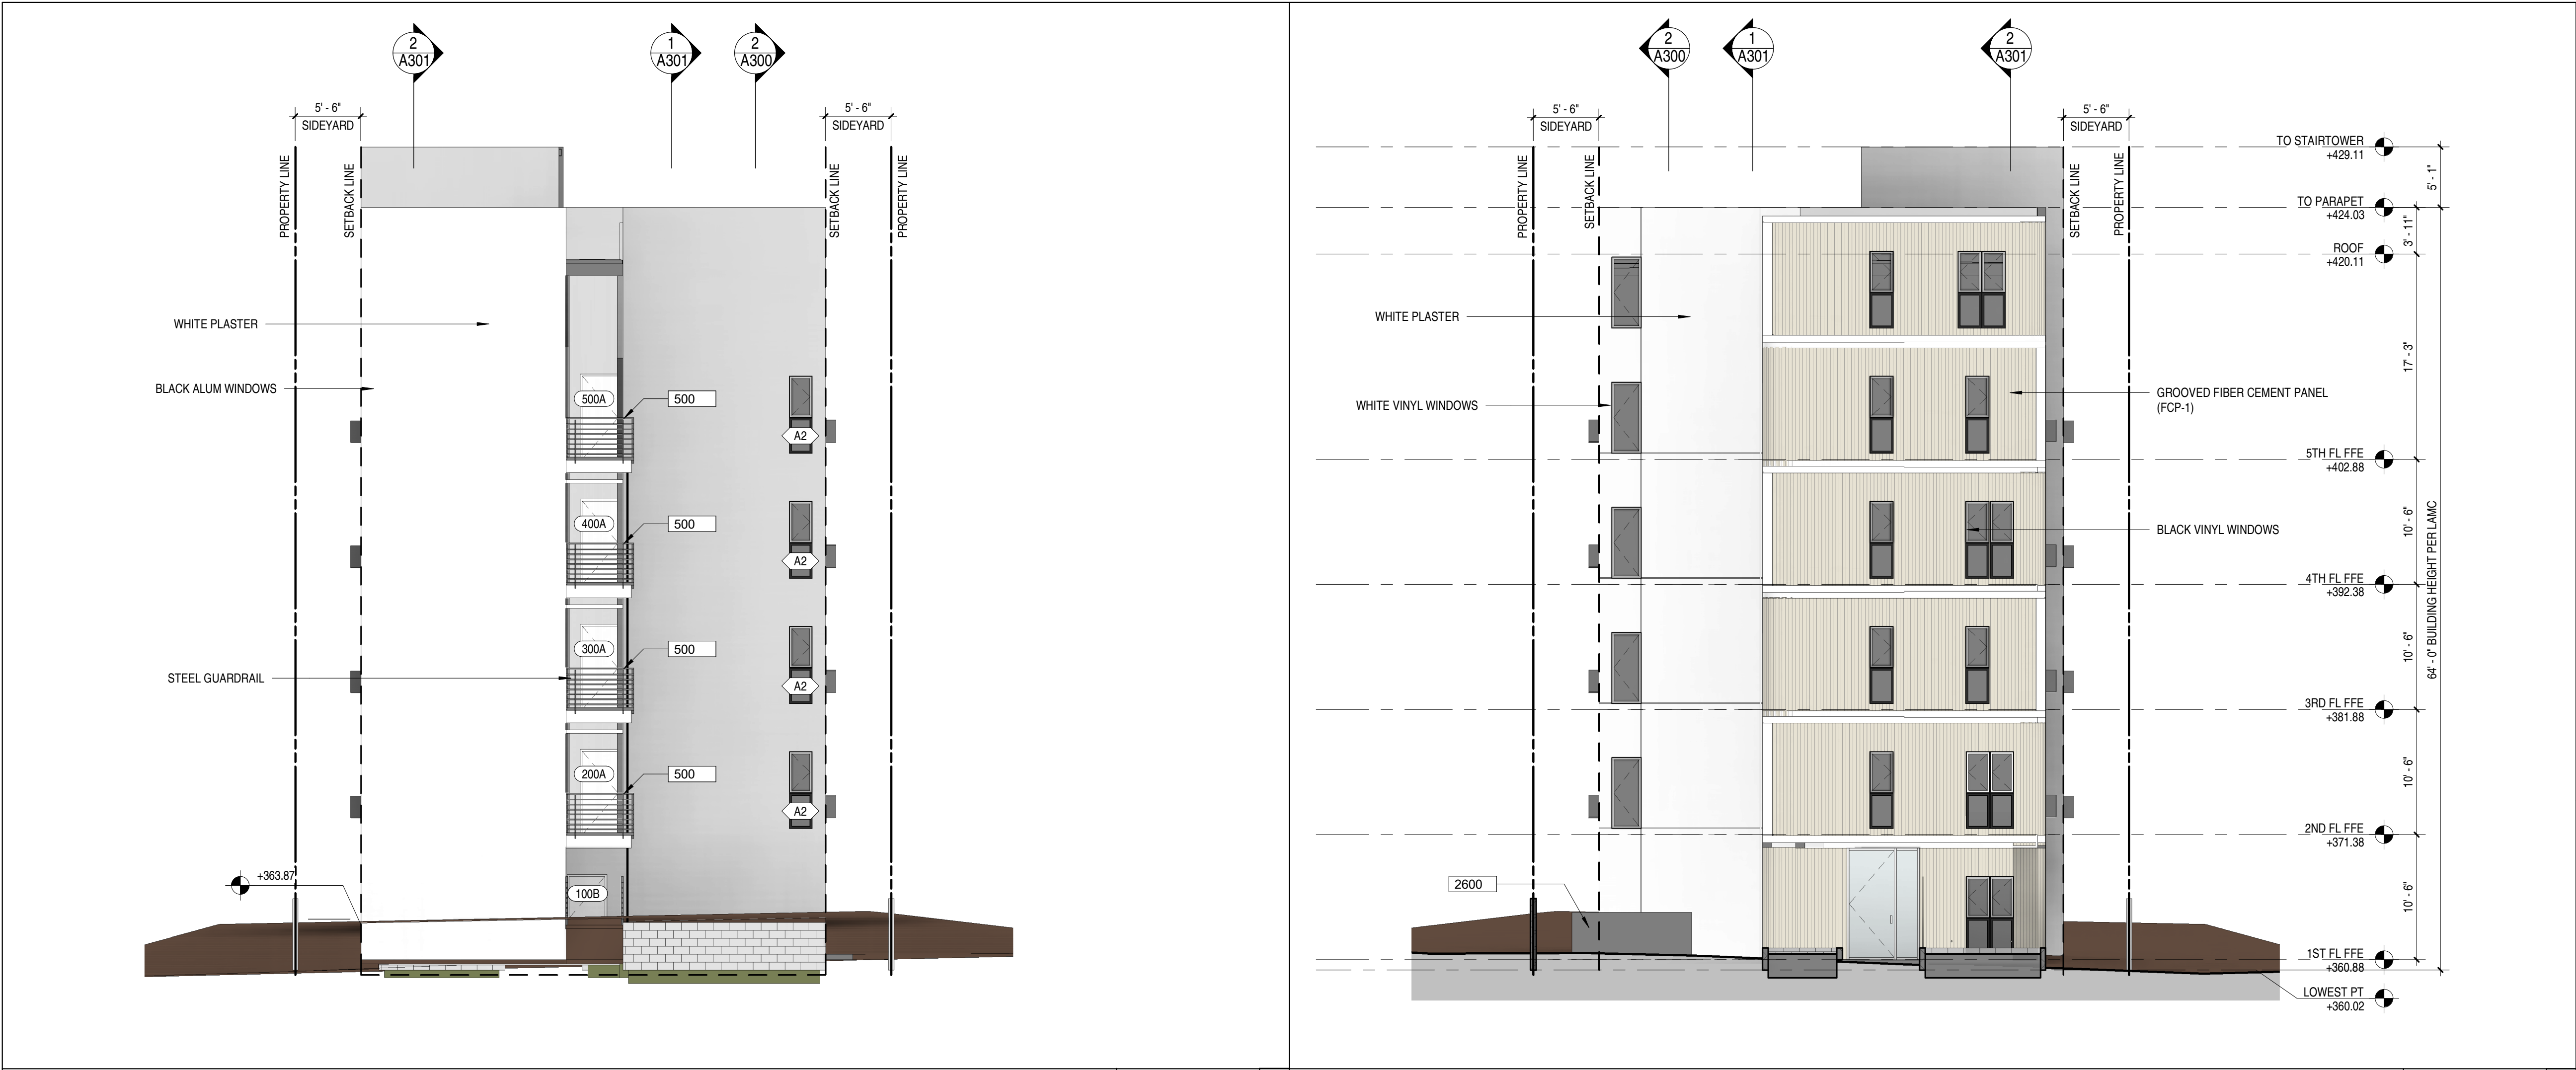 2
A301
1
A301
2
A300
5' - 6"
SIDEYARD
5' - 6"
SIDEYARD
PROPERTY LINE
SETBACK LINE
SETBACK LINE
PROPERTY LINE
WHITE PLASTER
BLACK ALUM WINDOWS
500A
500
A2
400A
500
A2
300A
500
STEEL GUARDRAIL
A2
200A
500
A2
+363.87
100B
2
A300
1
A301
2
A301
5' - 6"
SIDEYARD
5' - 6"
SIDEYARD
PROPERTY LINE
SETBACK LINE
SETBACK LINE
PROPERTY LINE
TO STAIRTOWER
+429.11
5' - 1"
TO PARAPET
+424.03
3' - 11"
ROOF
+420.11
WHITE PLASTER
17' - 3"
WHITE VINYL WINDOWS
GROOVED FIBER CEMENT PANEL
(FCP-1)
5TH FL FFE
+402.88
10' - 6"
BLACK VINYL WINDOWS
4TH FL FFE
+392.38
64' - 0" BUILDING HEIGHT PER LAMC
10' - 6"
3RD FL FFE
+381.88
10' - 6"
2ND FL FFE
+371.38
2600
10' - 6"
1ST FL FFE
+360.88
LOWEST PT
+360.02